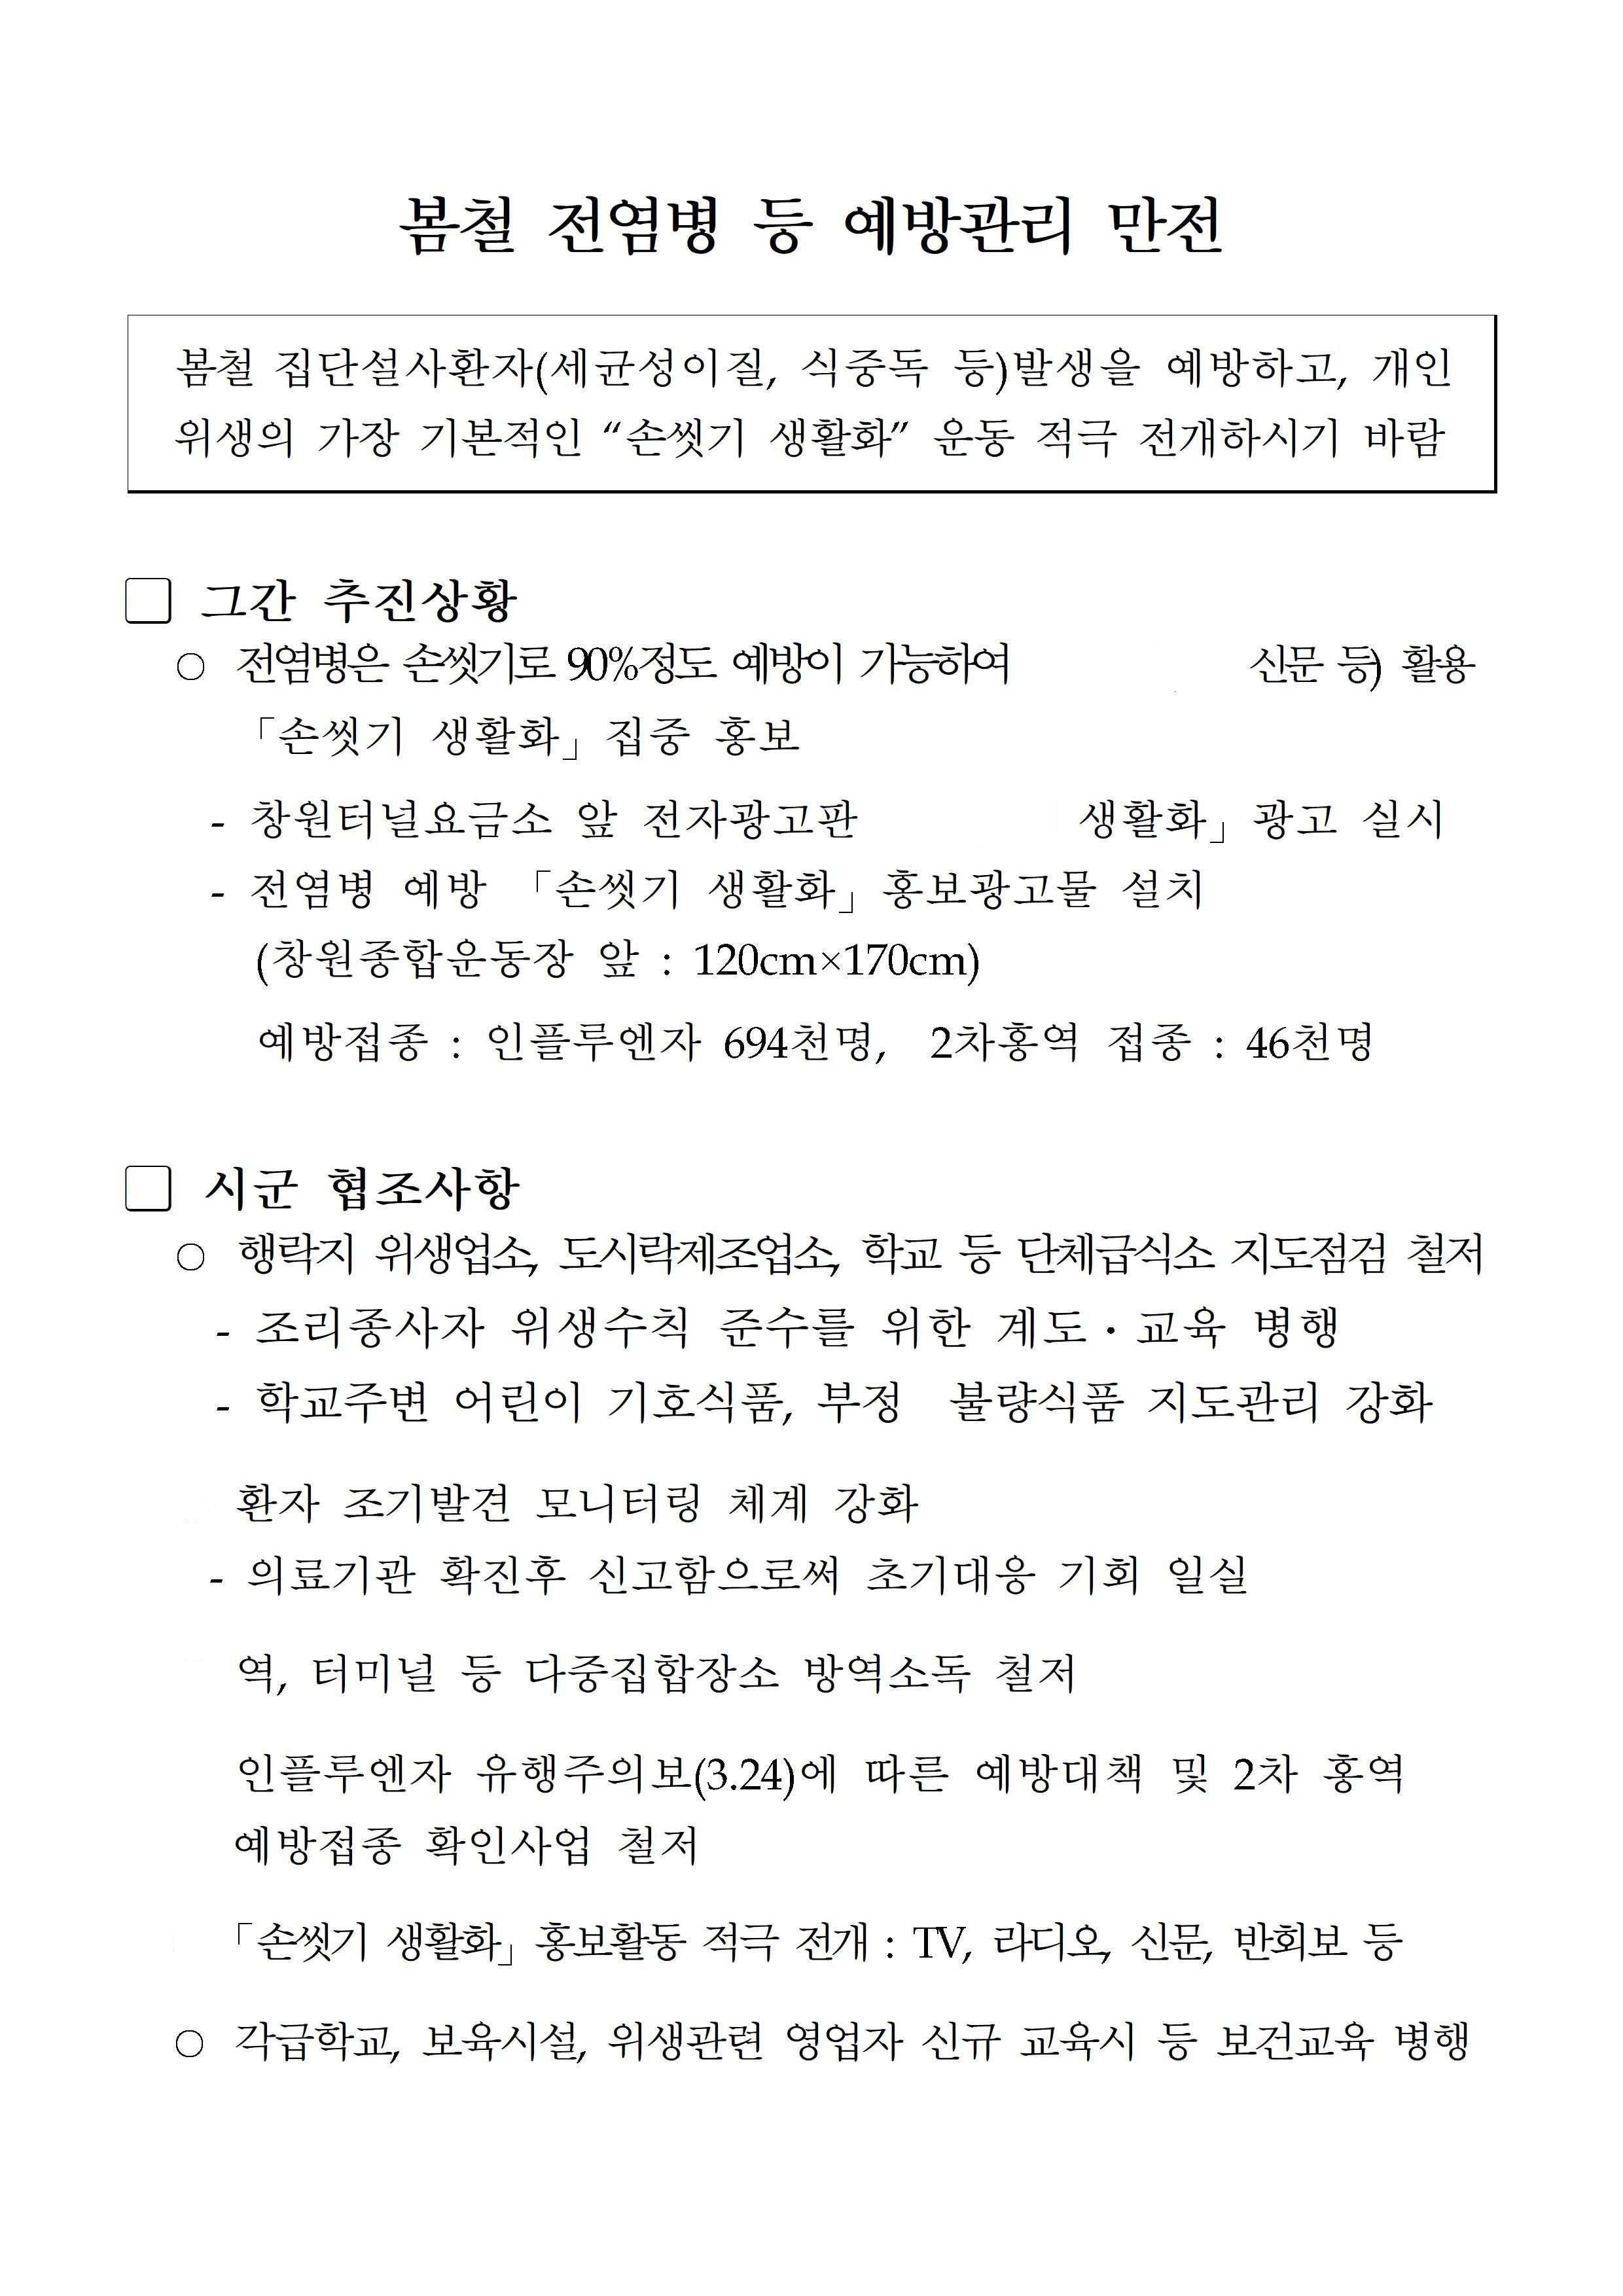 봄철 전염병 등 예방관리 만전
봄철 집단설사환자(세균성이질, 식중독 등)발생을 예방하고, 개인
위생의 가장 기본적인 “손씻기 생활화” 운동 적극 전개하시기 바람
□ 그간 추진상황
○ 전염병은 손씻기로 90%정도 예방이 가능하여 신문 등) 활용
「손씻기 생활화」집중 홍보
- 창원터널요금소 앞 전자광고판 생활화」광고 실시
- 전염병 예방 「손씻기 생활화」홍보광고물 설치
(창원종합운동장 앞 : 120cm×170cm)
예방접종 : 인플루엔자 694천명, 2차홍역 접종 : 46천명
□ 시군 협조사항
○ 행락지 위생업소, 도시락제조업소, 학교 등 단체급식소 지도점검 철저
- 조리종사자 위생수칙 준수를 위한 계도·교육 병행
- 학교주변 어린이 기호식품, 부정 불량식품 지도관리 강화
환자 조기발견 모니터링 체계 강화
- 의료기관 확진후 신고함으로써 초기대응 기회 일실
역, 터미널 등 다중집합장소 방역소독 철저
인플루엔자 유행주의보(3.24)에 따른 예방대책 및 2차 홍역
예방접종 확인사업 철저
「손씻기 생활화」홍보활동 적극 전개 : TV, 라디오, 신문, 반회보 등
○ 각급학교, 보육시설, 위생관련 영업자 신규 교육시 등 보건교육 병행